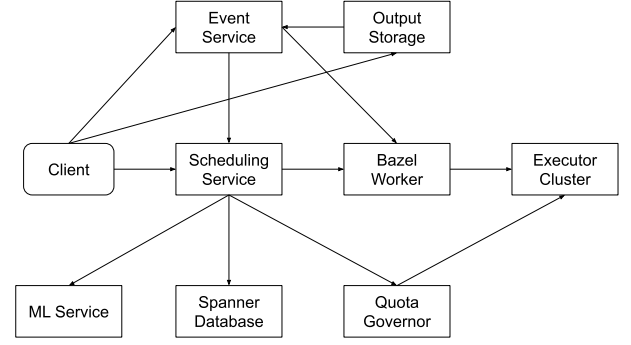 Event
Service
Output
Storage
Client
Scheduling
Service
Bazel
Worker
Executor
Cluster
ML Service
Spanner
Database
Quota
Governor